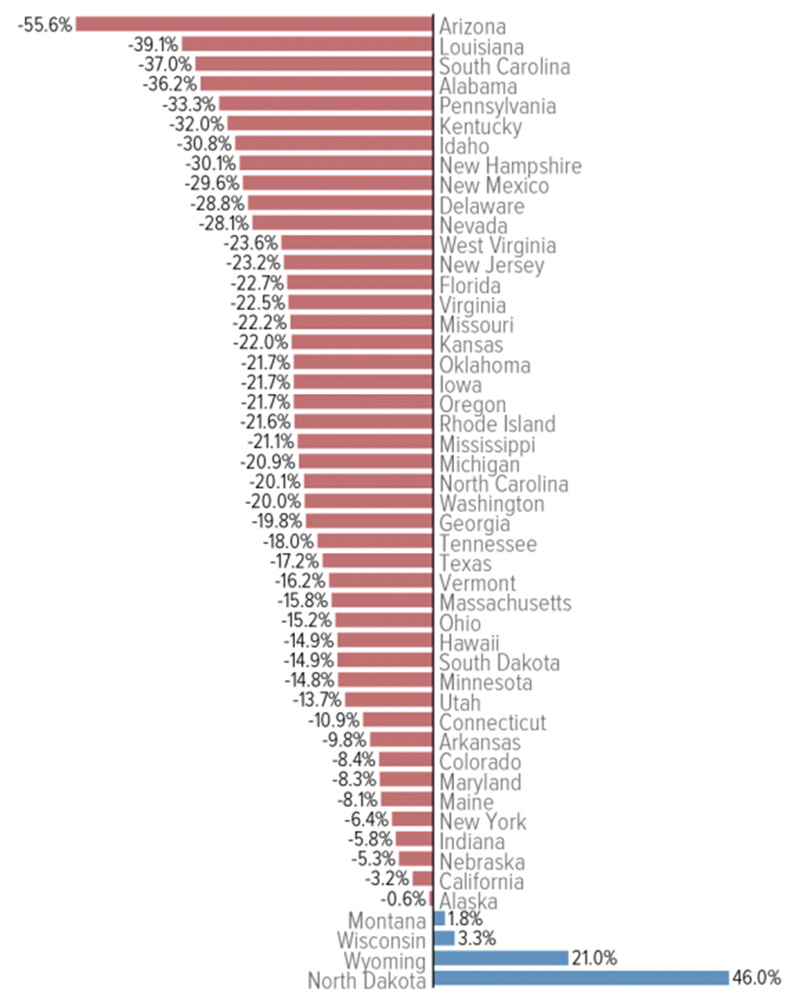 -55.6% Arizona
-39.1% Louisiana
-37.0% South Carolina
-36.2% Alabama
-33.3% Pennsylvania
-32.0% Kentucky
-30.8% Idaho
-30.1% New Hampshire
-29.6% New Mexico
-28.8% Delaware
-28.1% Nevada
-23.6% West Virginia
-23.2% New Jersey
-22.7% Florida
-22.5% Virginia
-22.2% Missouri
-22.0% Kansas
-21.7% Oklahoma
-21.7% Iowa
-21.7% Oregon
-21.6% Rhode Island
-21.1% Mississippi
-20.9% Michigan
-20.1% North Carolina
-20.0% Washington
-19.8% Georgia
-18.0% Tennessee
-17.2% Texas
-16.2% Vermont
-15.8% Massachusetts
-15.2% Ohio
-14.9% Hawaii
-14.9% South Dakota
-14.8% Minnesota
-13.7% Utah
-10.9% Connecticut
-9.8% Arkansas
-8.4% Colorado
-8.3% Maryland
-8.1% Maine
-6.4% New York
-5.8% Indiana
-5.3% Nebraska
-3.2% California
-0.6% Alaska
Montana 1.8%
Wisconsin 3.3%
Wyoming 21.0%
North Dakota 46.0%